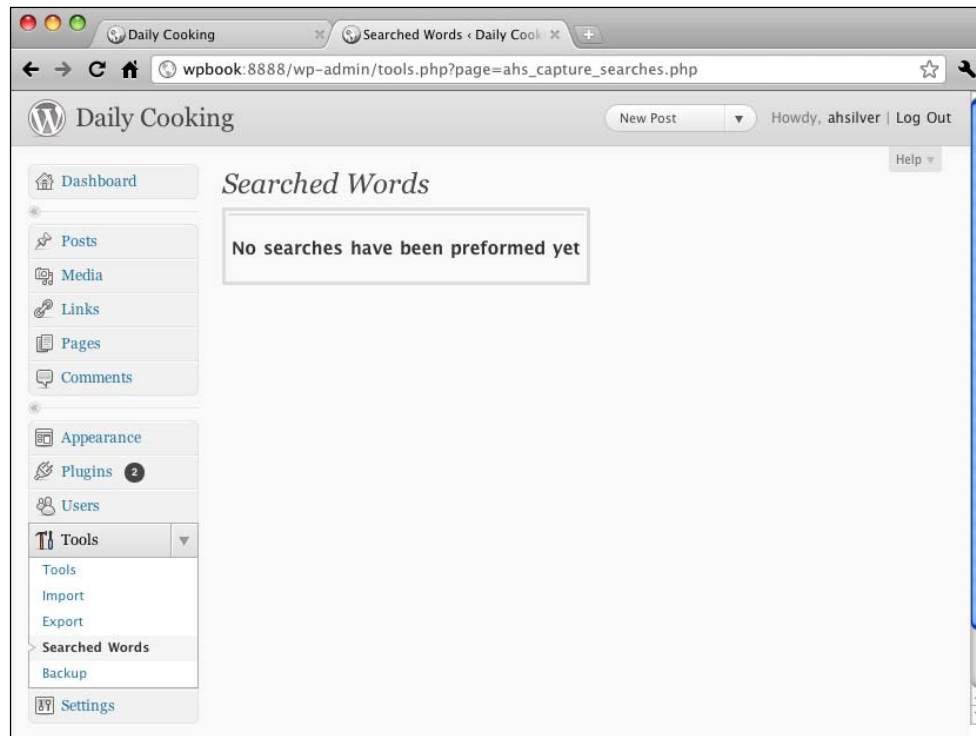 Daily Cooking
Searched Words ‹ Daily Cook
wpbook:8888/wp-admin/tools.php?page=ahs_capture_searches.php
Daily Cooking
New Post
Howdy, ahsilver | Log Out
Help
Dashboard
Searched Words
No searches have been preformed yet
Posts
Media
Links
Pages
Comments
Appearance
Plugins 2
Users
Tools
Tools
Import
Export
Searched Words
Backup
Settings